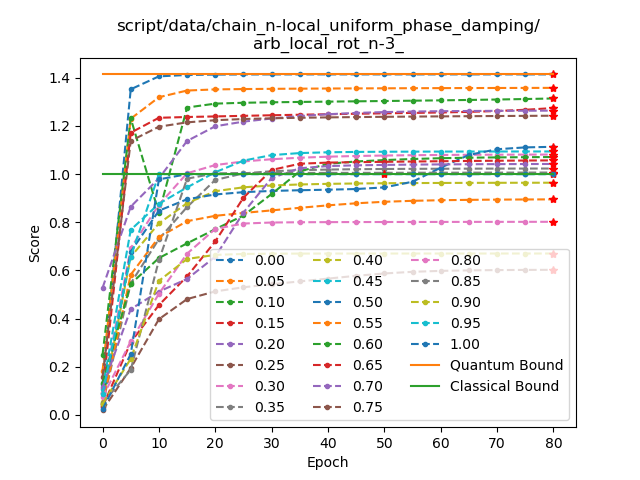 script/data/chain_n-local_uniform_phase_damping/
arb_local_rot_n-3_
Score
1.4
1.2
1.0
0.8
0.6
0.4
0.2
0.0
0 10 20 30 40 50 60 70 80
Epoch
0.00 0.40 0.80
0.05 0.45 0.85
0.10 0.50 0.90
0.15 0.55 0.95
0.20 0.60 1.00
0.25 0.65 Quantum Bound
0.30 0.70 Classical Bound
0.35 0.75